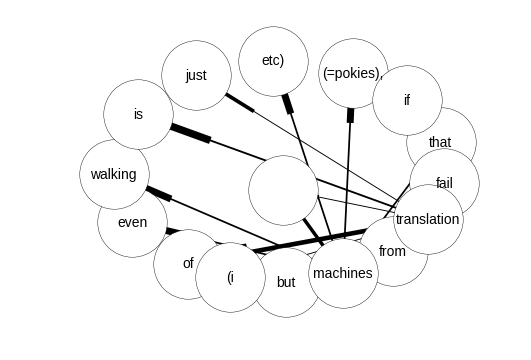 etc)
(=pokies),
just
if
is
that
walking
fail
even
translation
of
(i
but
machines
from